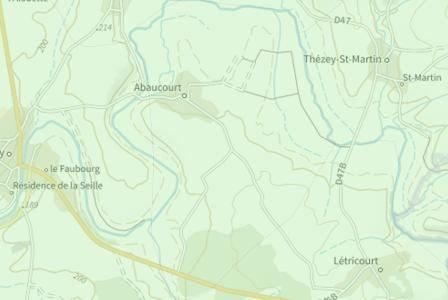 D47
214
200
Thézey-St-Martin
St-Martin
Abaucourt
y
le Faubourg
Résidence de la Seille
D47B
189
Létricourt
200